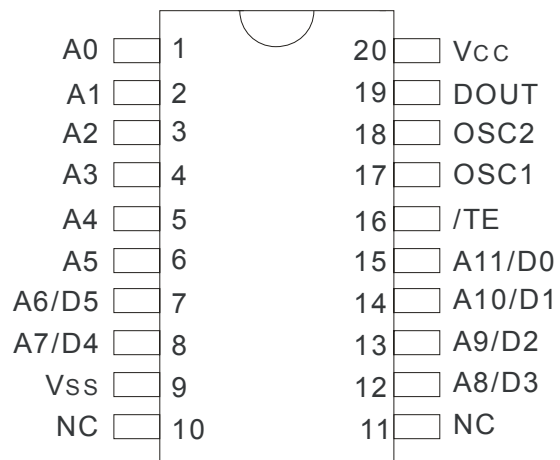 A0 1 20 Vcc
A1 2 19 DOUT
A2 3 18 OSC2
A3 4 17 OSC1
A4 5 16 /TE
A5 6 15 A11/D0
A6/D5 7 14 A10/D1
A7/D4 8 13 A9/D2
Vss 9 12 A8/D3
NC 10 11 NC